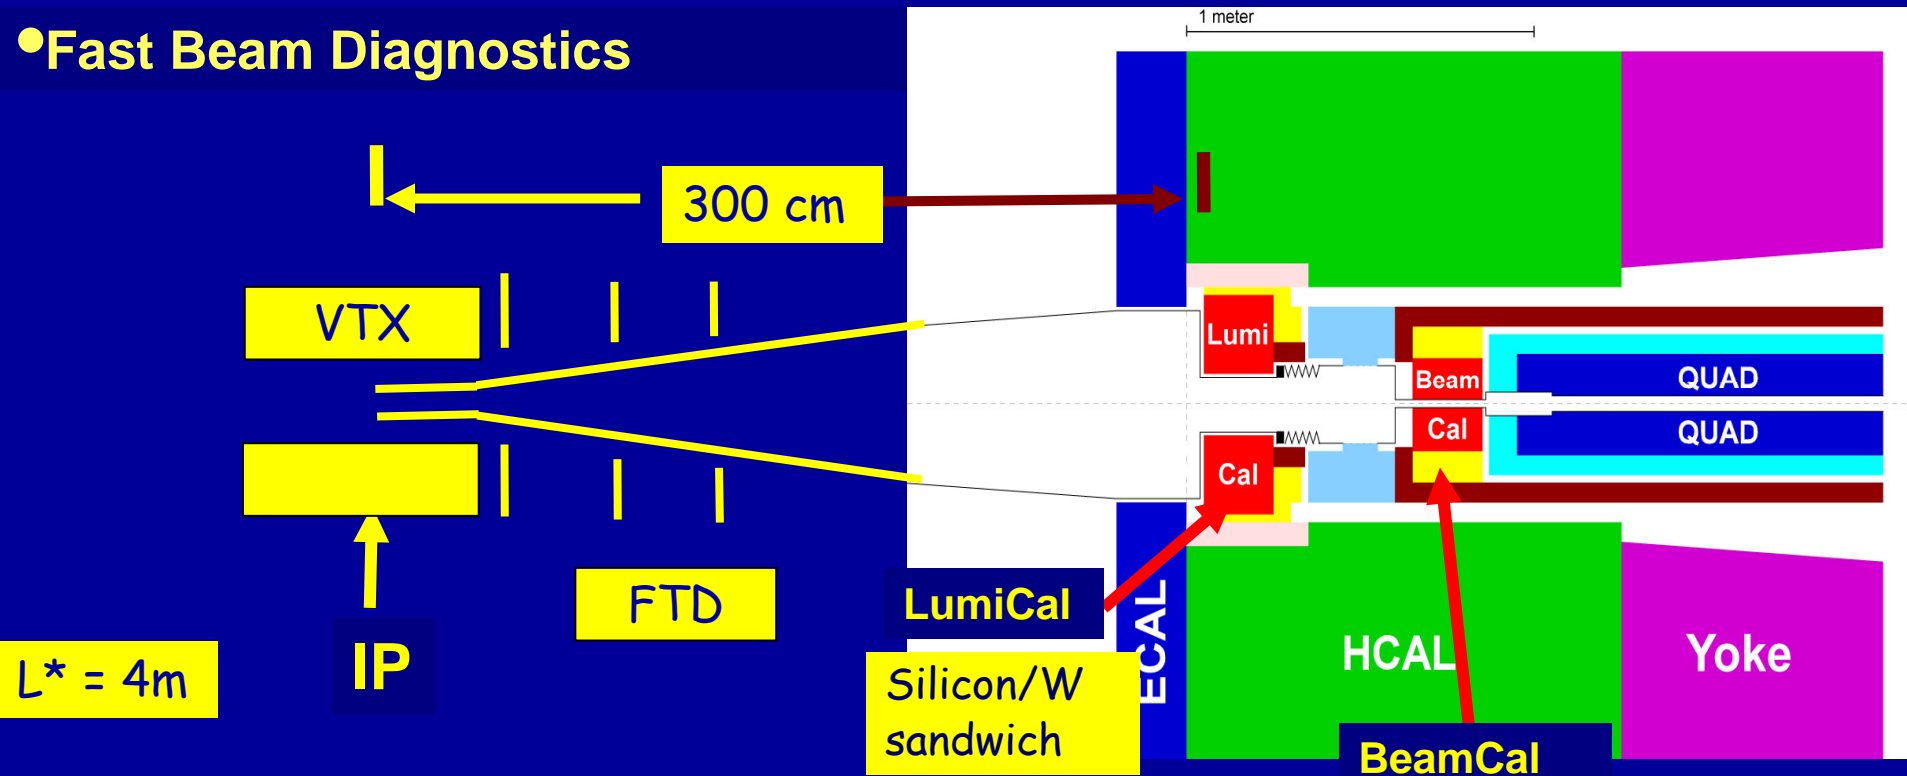 1 meter
•Fast Beam Diagnostics
300 cm
VTX
Lumi
Beam
QUAD
Cal
QUAD
Cal
FTD
LumiCal
ECAL
HCAL
Yoke
IP
L* = 4m
Silicon/W
sandwich
BeamCal